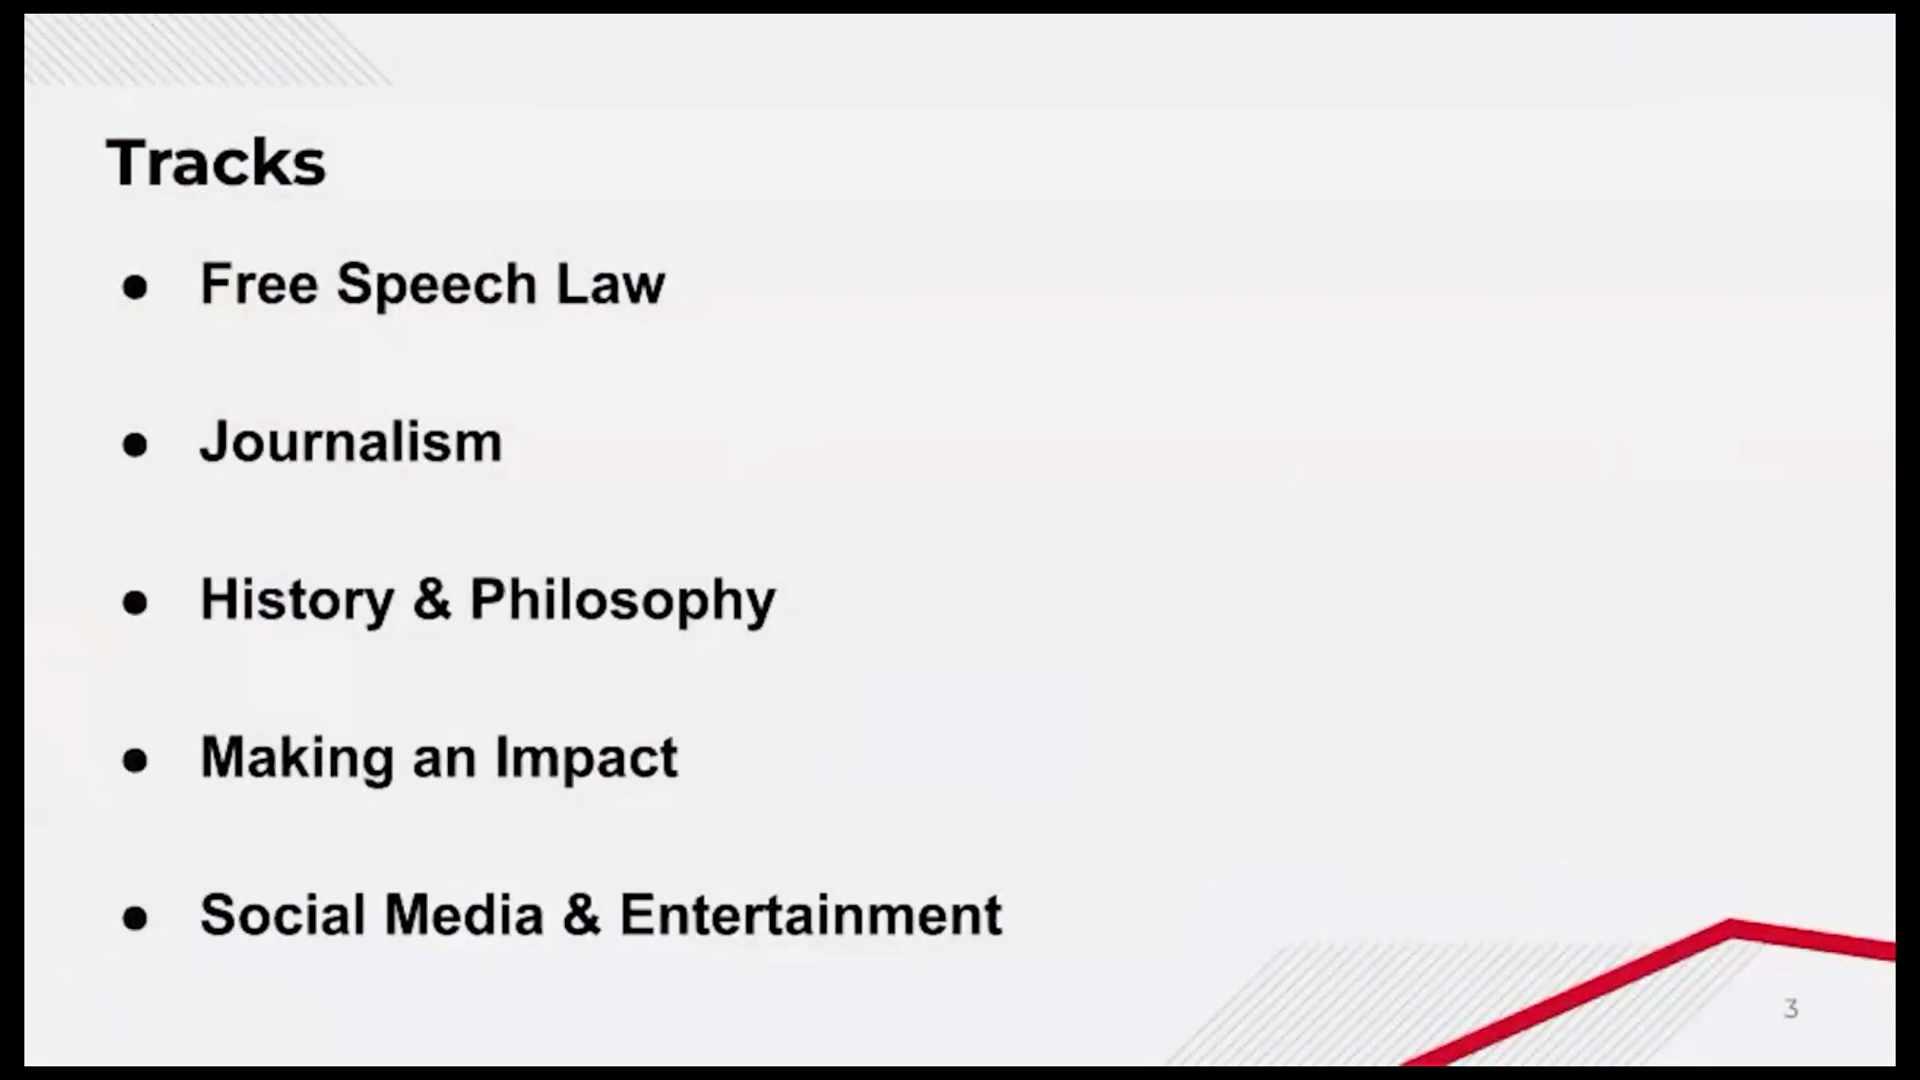 Tracks
● Free Speech Law
● Journalism
● History & Philosophy
● Making an Impact
● Social Media & Entertainment
3